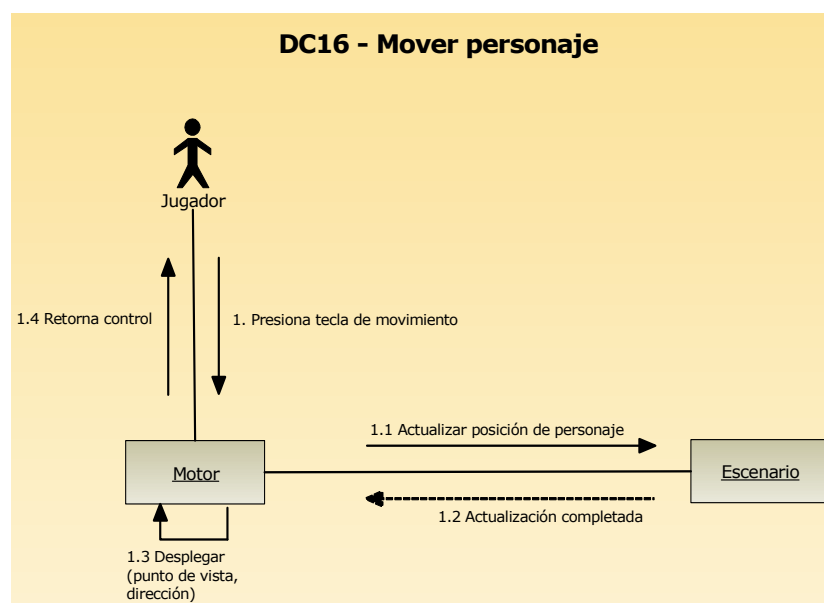 DC16 - Mover personaje
Jugador
1.4 Retorna control
1. Presiona tecla de movimiento
1.1 Actualizar posición de personaje
Motor
Escenario
1.2 Actualización completada
1.3 Desplegar
(punto de vista,
dirección)